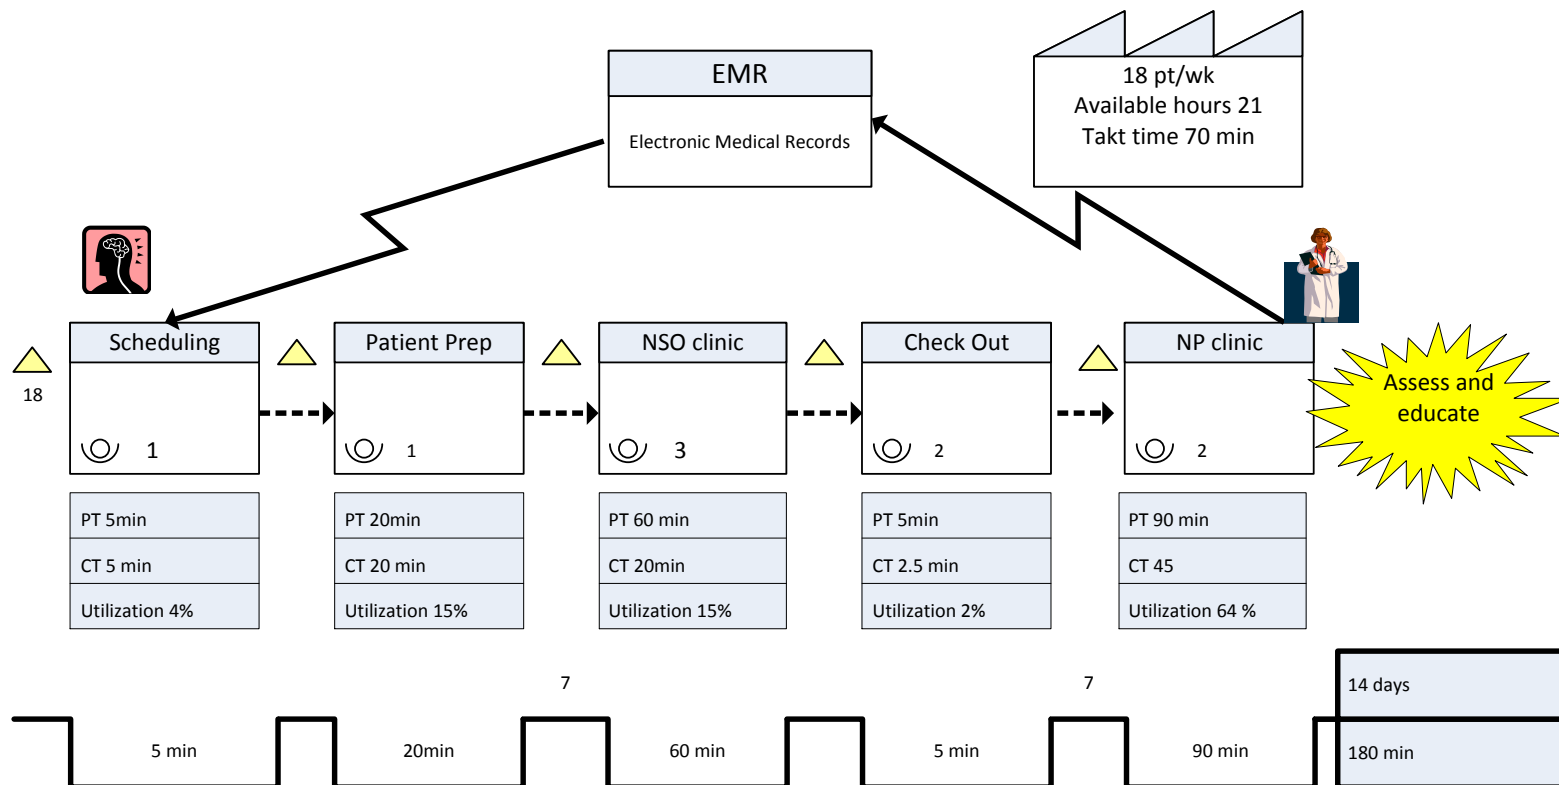 EMR
Electronic Medical Records
18 pt/wk
Available hours 21
Takt time 70 min
18
Scheduling
1
PT 5min
CT 5 min
Utilization 4%
Patient Prep
1
PT 20min
CT 20 min
Utilization 15%
NSO clinic
3
PT 60 min
CT 20min
Utilization 15%
Check Out
2
PT 5min
CT 2.5 min
Utilization 2%
NP clinic
2
PT 90 min
CT 45
Utilization 64 %
Assess and
educate
7
7
14 days
5 min
20min
60 min
5 min
90 min
180 min